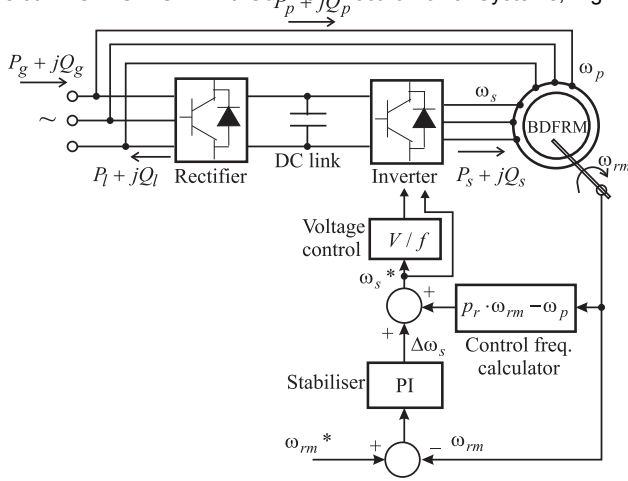 P_p + jQ_p
P_g + jQ_g
ω_p
~
ω_s
BDFRM
DC link
ω_rm
P_l + jQ_l
Rectifier
Inverter
P_s + jQ_s
Voltage
control
V / f
ω_s *
+
p_r · ω_rm − ω_p
+
Δω_s
Control freq.
calculator
Stabiliser
PI
ω_rm *
+
−
ω_rm